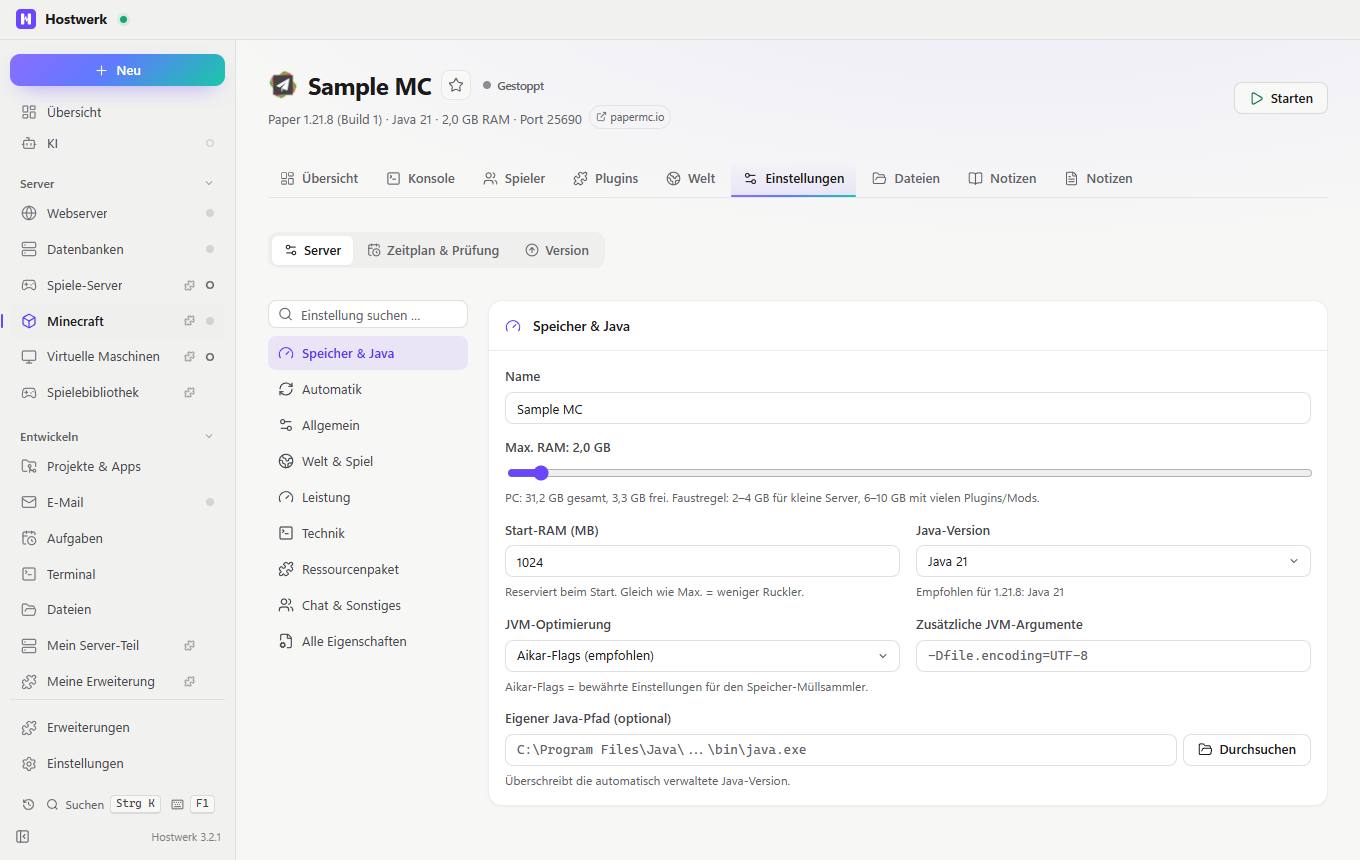 Hostwerk
Neu
Übersicht
KI
Server
Webserver
Datenbanken
Spiele-Server
Minecraft
Virtuelle Maschinen
Spielebibliothek
Entwickeln
Projekte & Apps
E-Mail
Aufgaben
Terminal
Dateien
Mein Server-Teil
Meine Erweiterung
Erweiterungen
Einstellungen
Suchen Strg K F1
Hostwerk 3.2.1
Sample MC Gestoppt
Starten
Paper 1.21.8 (Build 1) · Java 21 · 2,0 GB RAM · Port 25690 papermc.io
Übersicht Konsole Spieler Plugins Welt Einstellungen Dateien Notizen Notizen
Server Zeitplan & Prüfung Version
Einstellung suchen ...
Speicher & Java
Automatik
Allgemein
Welt & Spiel
Leistung
Technik
Ressourcenpaket
Chat & Sonstiges
Alle Eigenschaften
Speicher & Java
Name
Sample MC
Max. RAM: 2,0 GB
PC: 31,2 GB gesamt, 3,3 GB frei. Faustregel: 2–4 GB für kleine Server, 6–10 GB mit vielen Plugins/Mods.
Start-RAM (MB) Java-Version
1024 Java 21
Reserviert beim Start. Gleich wie Max. = weniger Ruckler. Empfohlen für 1.21.8: Java 21
JVM-Optimierung Zusätzliche JVM-Argumente
Aikar-Flags (empfohlen) -Dfile.encoding=UTF-8
Aikar-Flags = bewährte Einstellungen für den Speicher-Müllsammler.
Eigener Java-Pfad (optional)
C:\Program Files\Java\...\bin\java.exe Durchsuchen
Überschreibt die automatisch verwaltete Java-Version.